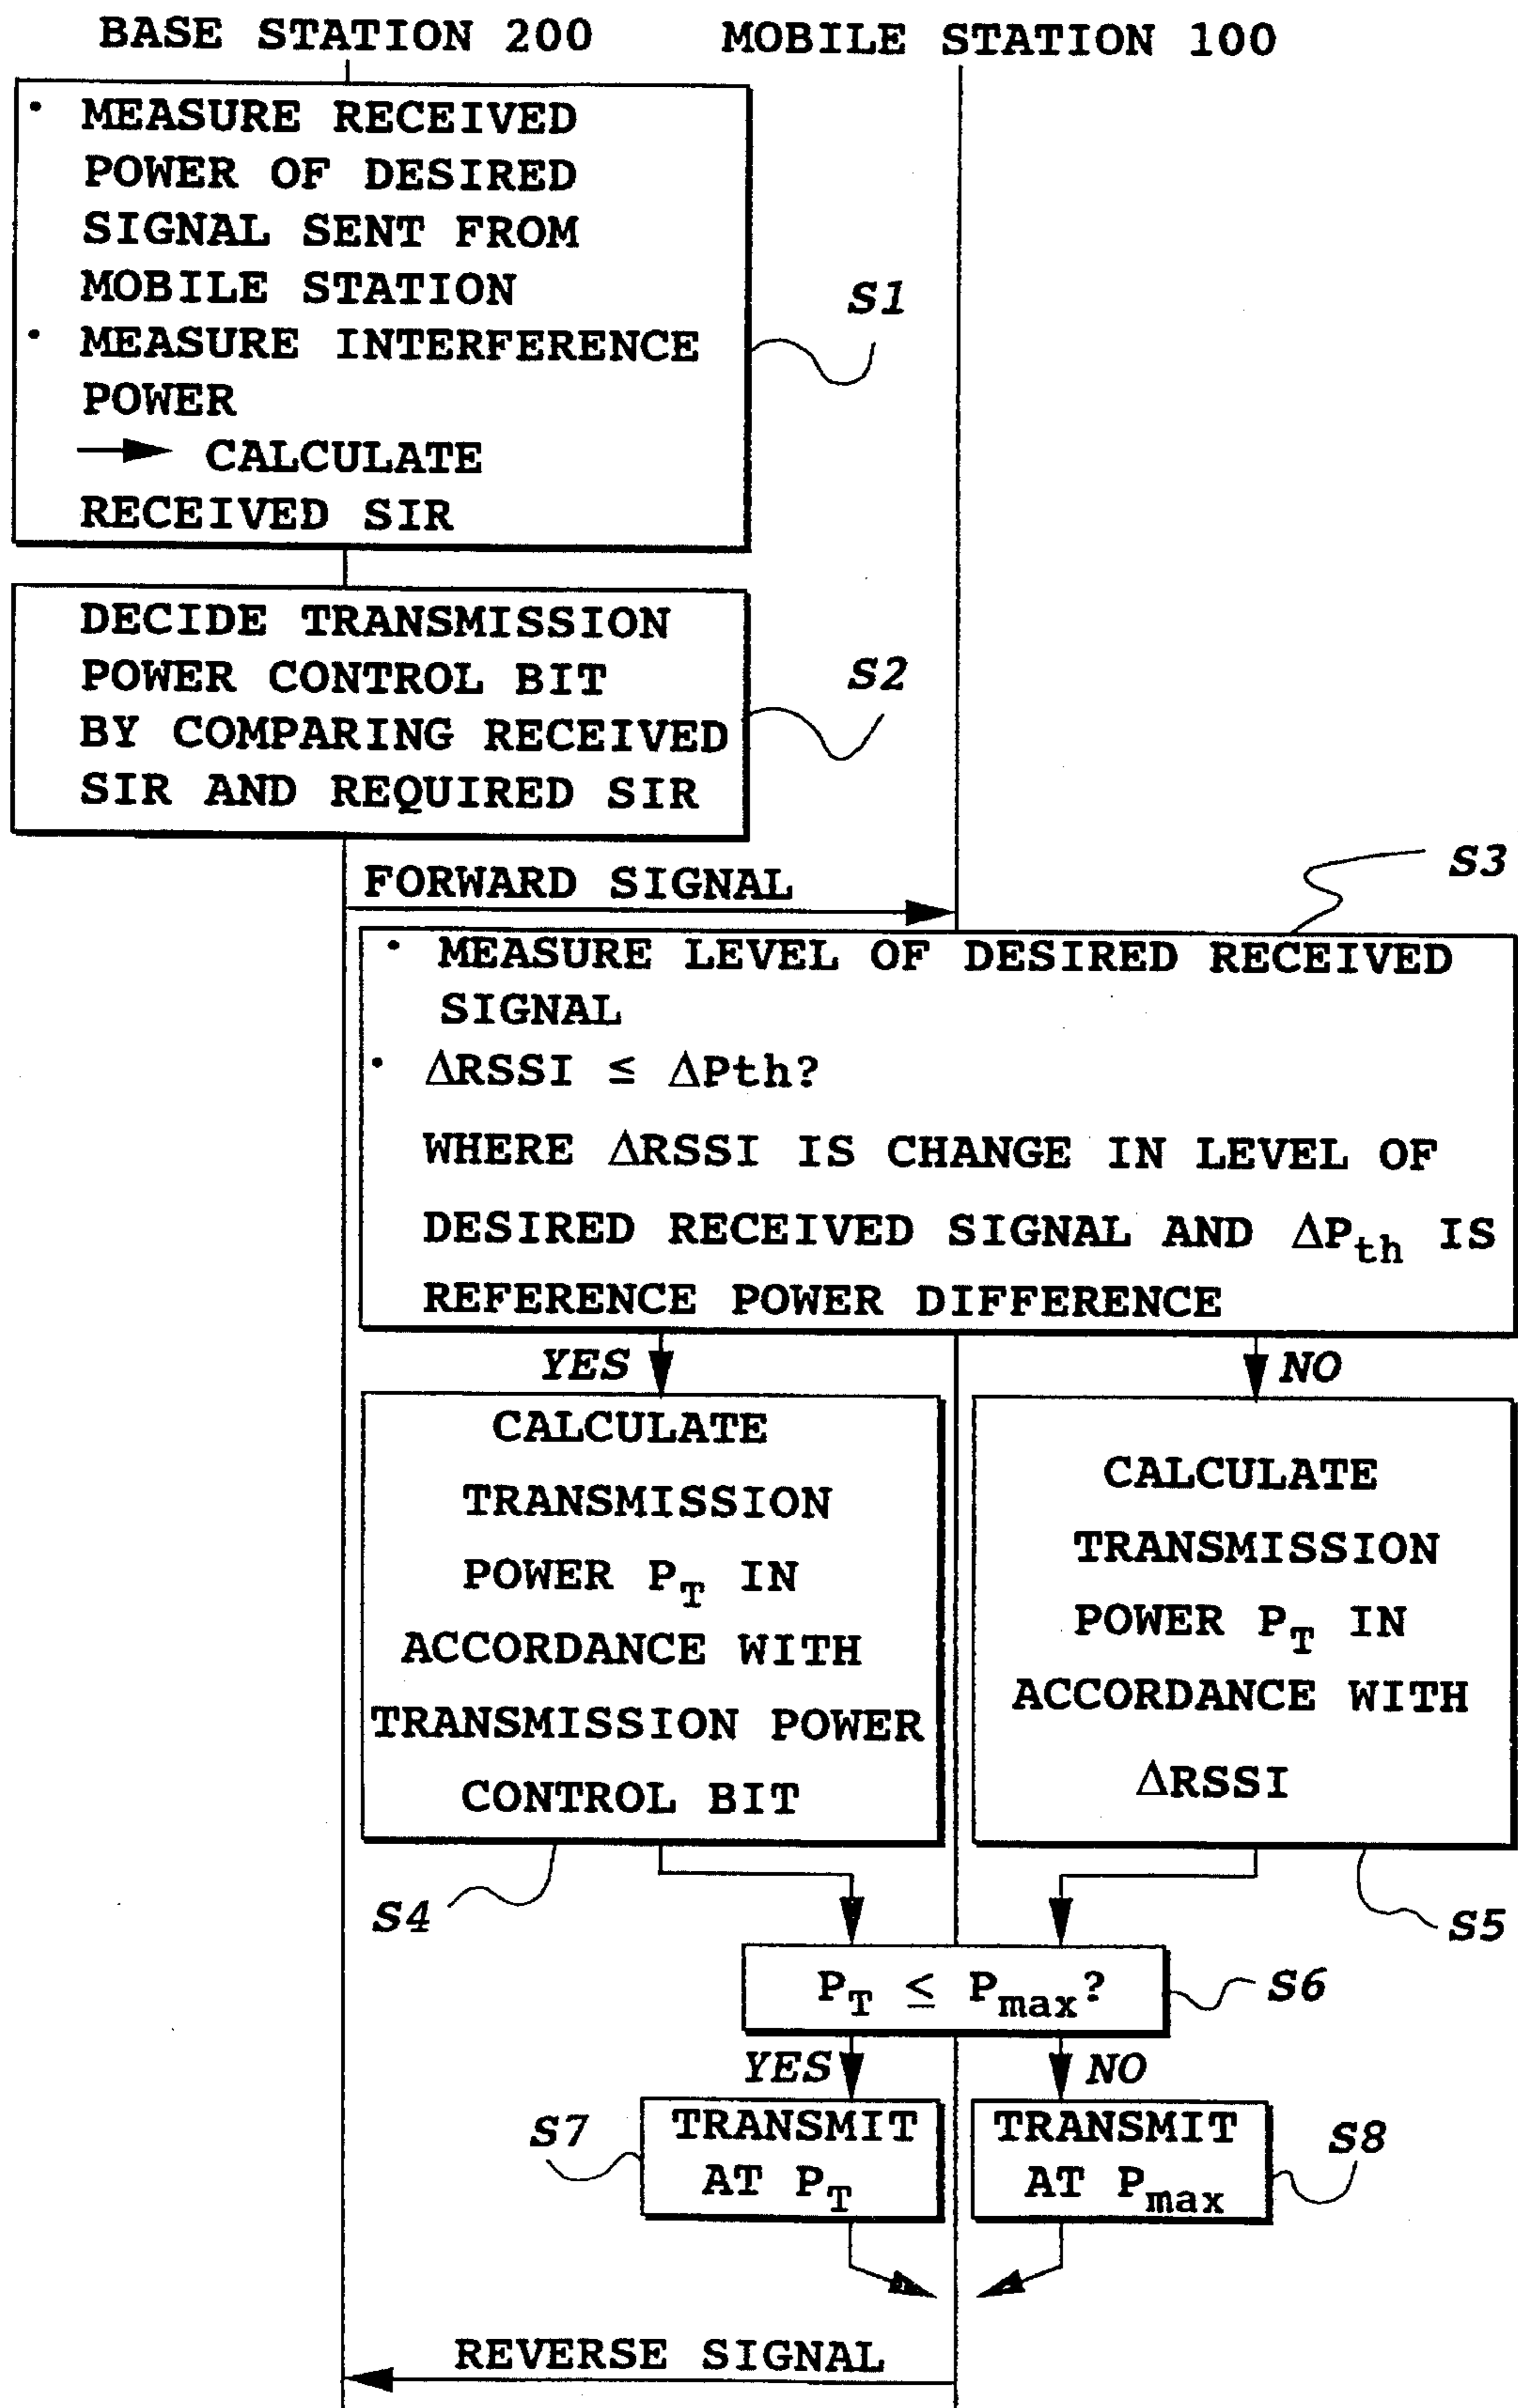 BASE STATION 200
MOBILE STATION 100
· MEASURE RECEIVED
POWER OF DESIRED
SIGNAL SENT FROM
MOBILE STATION
· MEASURE INTERFERENCE
POWER
→ CALCULATE
RECEIVED SIR
S1
DECIDE TRANSMISSION
POWER CONTROL BIT
BY COMPARING RECEIVED
SIR AND REQUIRED SIR
S2
FORWARD SIGNAL
S3
· MEASURE LEVEL OF DESIRED RECEIVED
SIGNAL
· ΔRSSI ≤ ΔPth?
WHERE ΔRSSI IS CHANGE IN LEVEL OF
DESIRED RECEIVED SIGNAL AND ΔPth IS
REFERENCE POWER DIFFERENCE
YES
NO
CALCULATE
TRANSMISSION
POWER PT IN
ACCORDANCE WITH
TRANSMISSION POWER
CONTROL BIT
S4
CALCULATE
TRANSMISSION
POWER PT IN
ACCORDANCE WITH
ΔRSSI
S5
PT ≤ Pmax?
S6
YES
NO
S7
TRANSMIT
AT PT
TRANSMIT
AT Pmax
S8
REVERSE SIGNAL